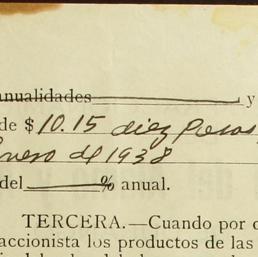 anualidades y
de $ 10.15 diez Pesos,
Enero de 1938
del % anual.
TERCERA.—Cuando por c
accionista los productos de las